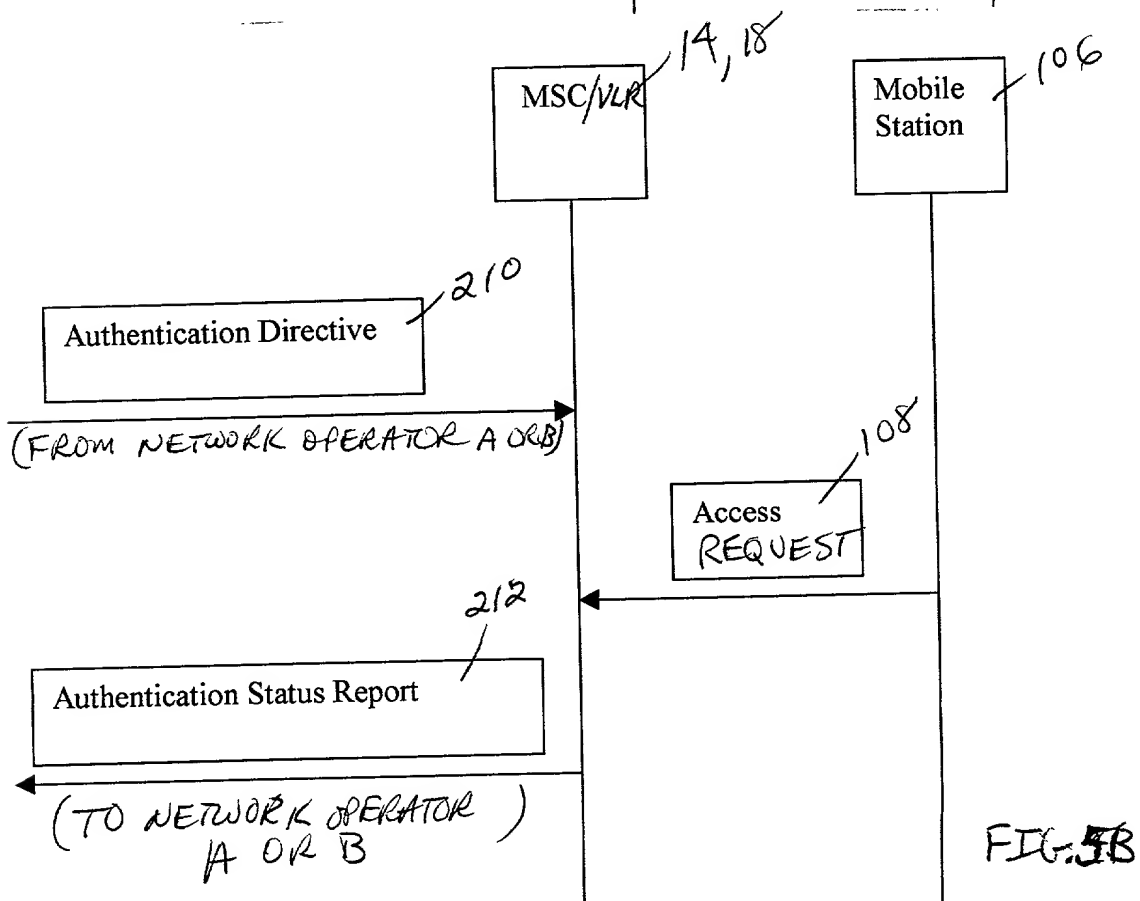 14, 18
MSC/VLR
106
Mobile
Station
210
Authentication Directive
(FROM NETWORK OPERATOR A OR B)
108
Access
REQUEST
212
Authentication Status Report
(TO NETWORK OPERATOR)
A OR B
FIG. 5B